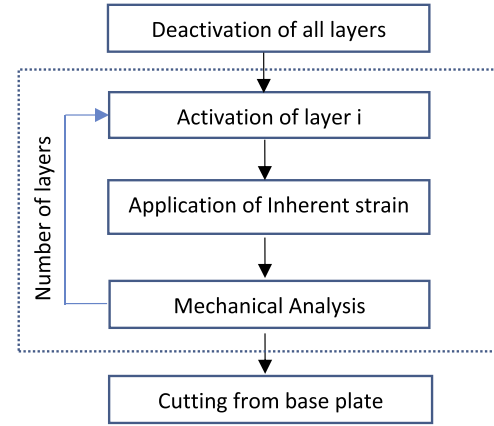 Deactivation of all layers
Activation of layer i
Number of layers
Application of Inherent strain
Mechanical Analysis
Cutting from base plate